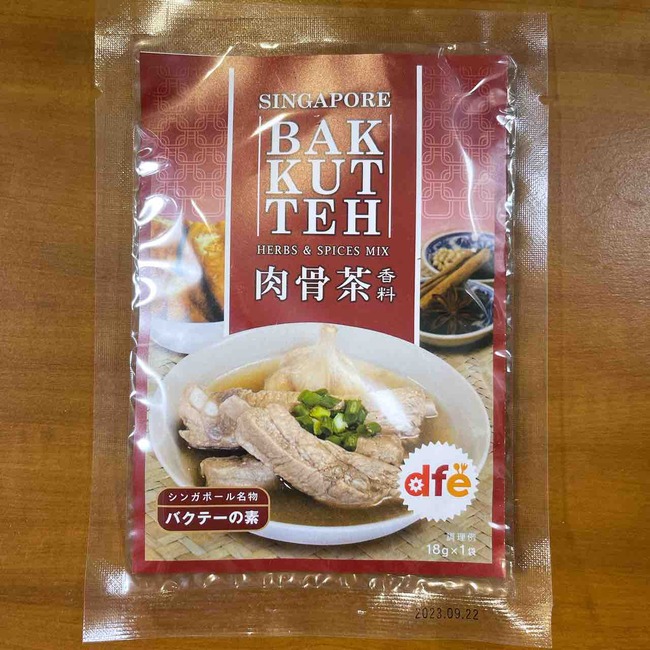 SINGAPORE
BAK
KUT
TEH
HERBS & SPICES MIX
肉骨茶香料
dfe
シンガポール名物
バクテーの素
調理例
18g×1袋
2023.09.22